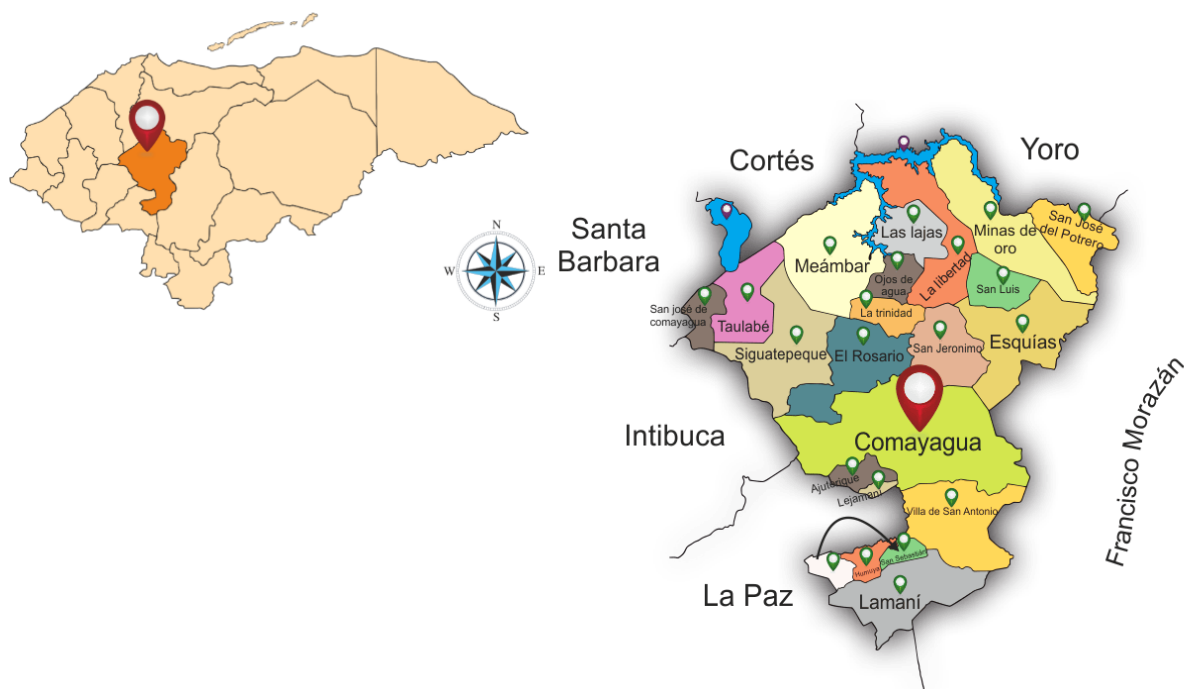 N
W
E
S
Cortés
Yoro
Santa
Barbara
San José
del Potrero
Las lajas
Minas de
oro
Meámbar
Ojos de
agua
La libertad
San Luis
San jose de
comayagua
Taulabé
La trinidad
Siguatepeque
El Rosario
San Jeronimo
Esquías
Intibuca
Comayagua
Francisco Morazán
Ajuterique
Lejamaní
Villa de San Antonio
San Sebastián
Humuya
La Paz
Lamaní